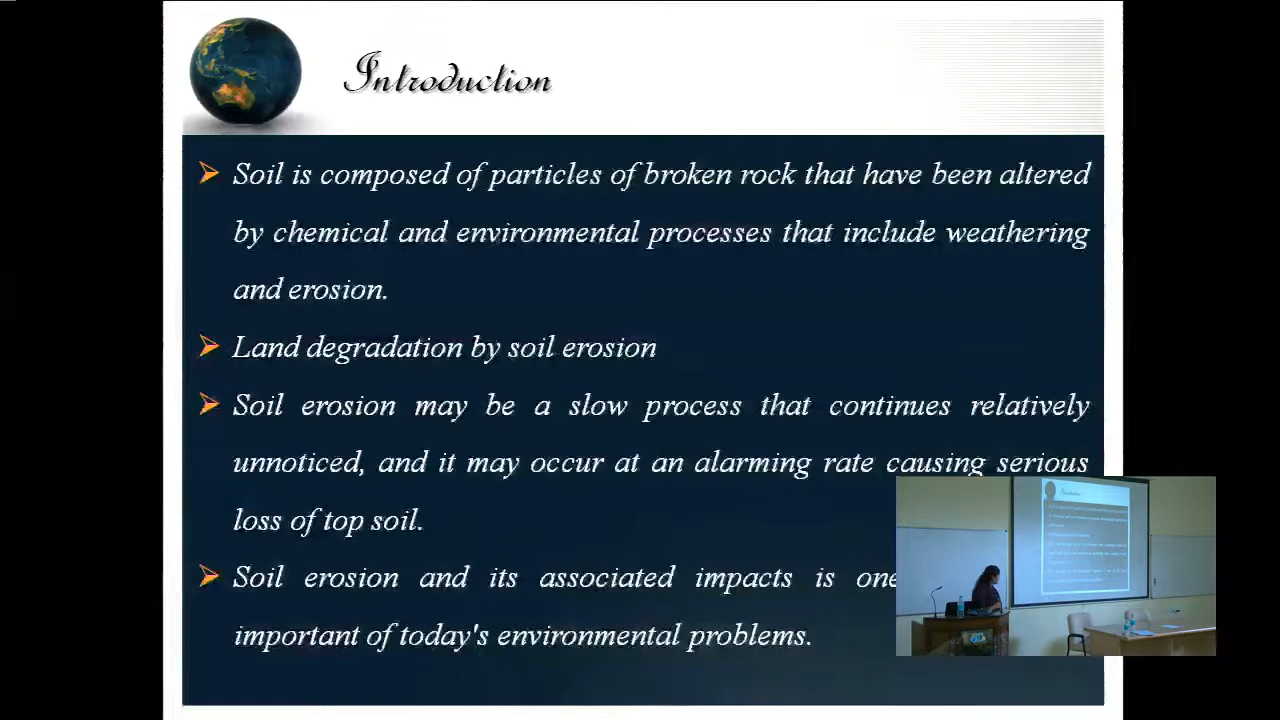 Introduction
Soil is composed of particles of broken rock that have been altered
by chemical and environmental processes that include weathering
and erosion.
Land degradation by soil erosion
Soil erosion may be a slow process that continues relatively
unnoticed, and it may occur at an alarming rate causing serious
loss of top soil.
Soil erosion and its associated impacts is one
important of today's environmental problems.
Introduction